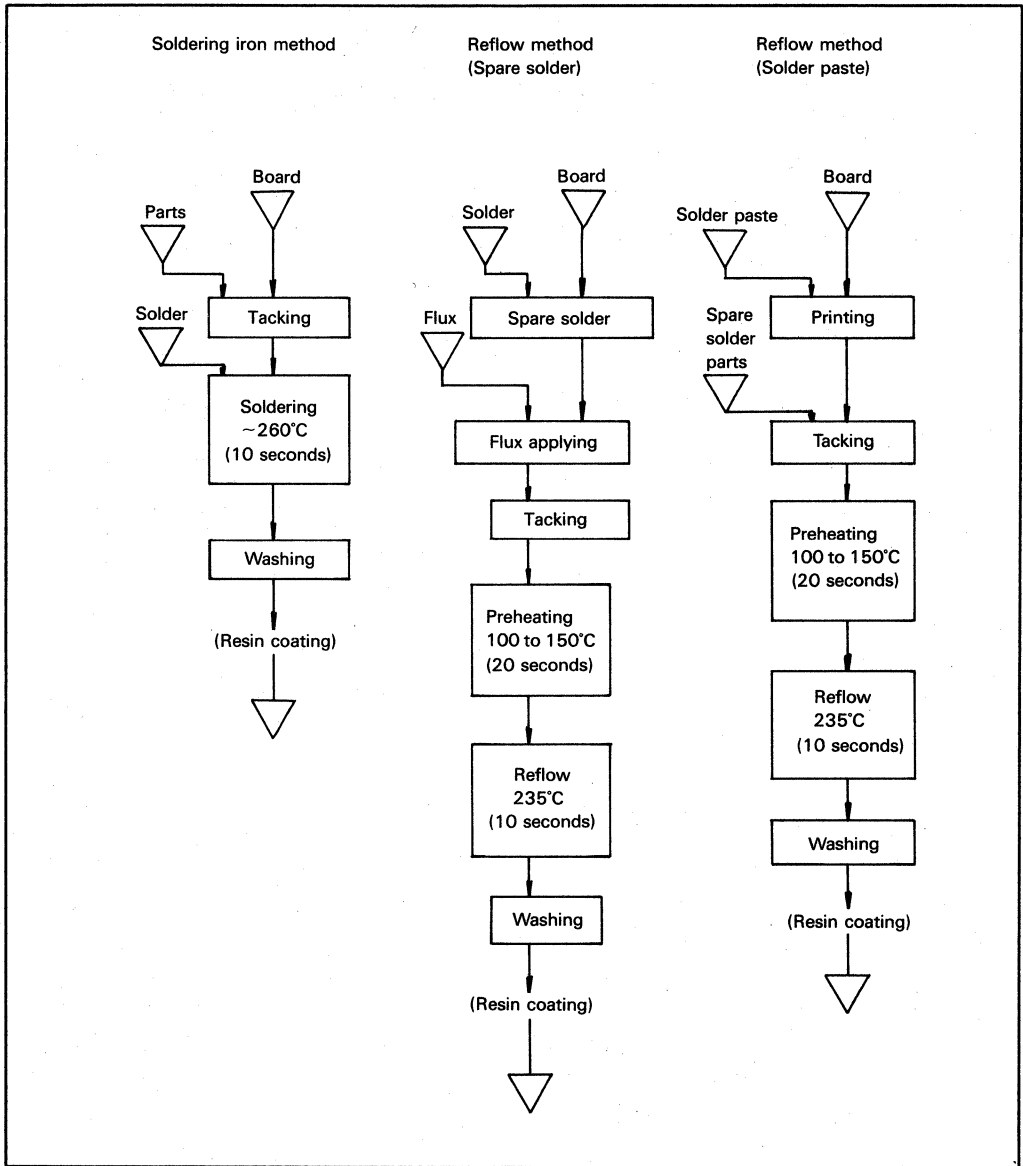 Soldering iron method
Board
Parts
Tacking
Solder
Soldering
~260°C
(10 seconds)
Washing
(Resin coating)
Reflow method
(Spare solder)
Board
Solder
Spare solder
Flux
Flux applying
Tacking
Preheating
100 to 150°C
(20 seconds)
Reflow
235°C
(10 seconds)
Washing
(Resin coating)
Reflow method
(Solder paste)
Board
Solder paste
Printing
Spare
solder
parts
Tacking
Preheating
100 to 150°C
(20 seconds)
Reflow
235°C
(10 seconds)
Washing
(Resin coating)